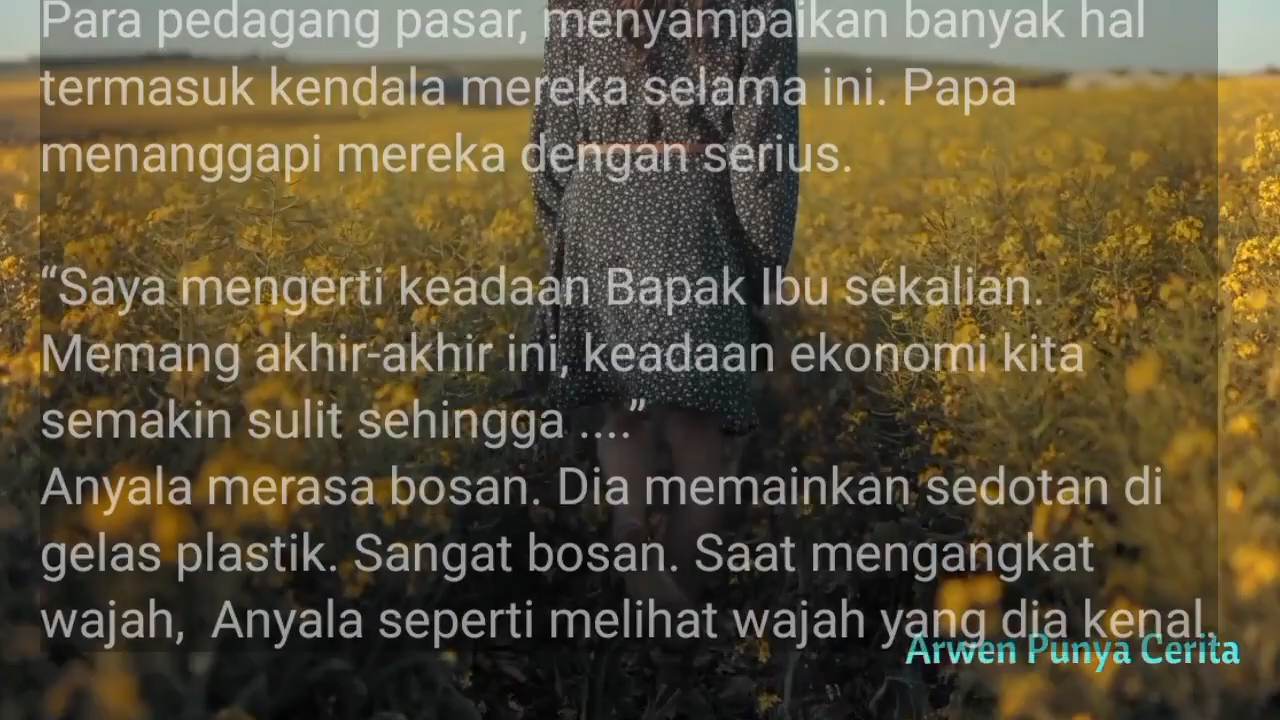 Para pedagang pasar, menyampaikan banyak hal
termasuk kendala mereka selama ini. Papa
menanggapi mereka dengan serius.
“Saya mengerti keadaan Bapak Ibu sekalian.
Memang akhir-akhir ini, keadaan ekonomi kita
semakin sulit sehingga ....”
Anyala merasa bosan. Dia memainkan sedotan di
gelas plastik. Sangat bosan. Saat mengangkat
wajah,  Anyala seperti melihat wajah yang dia kenal.
Arwen Punya Cerita